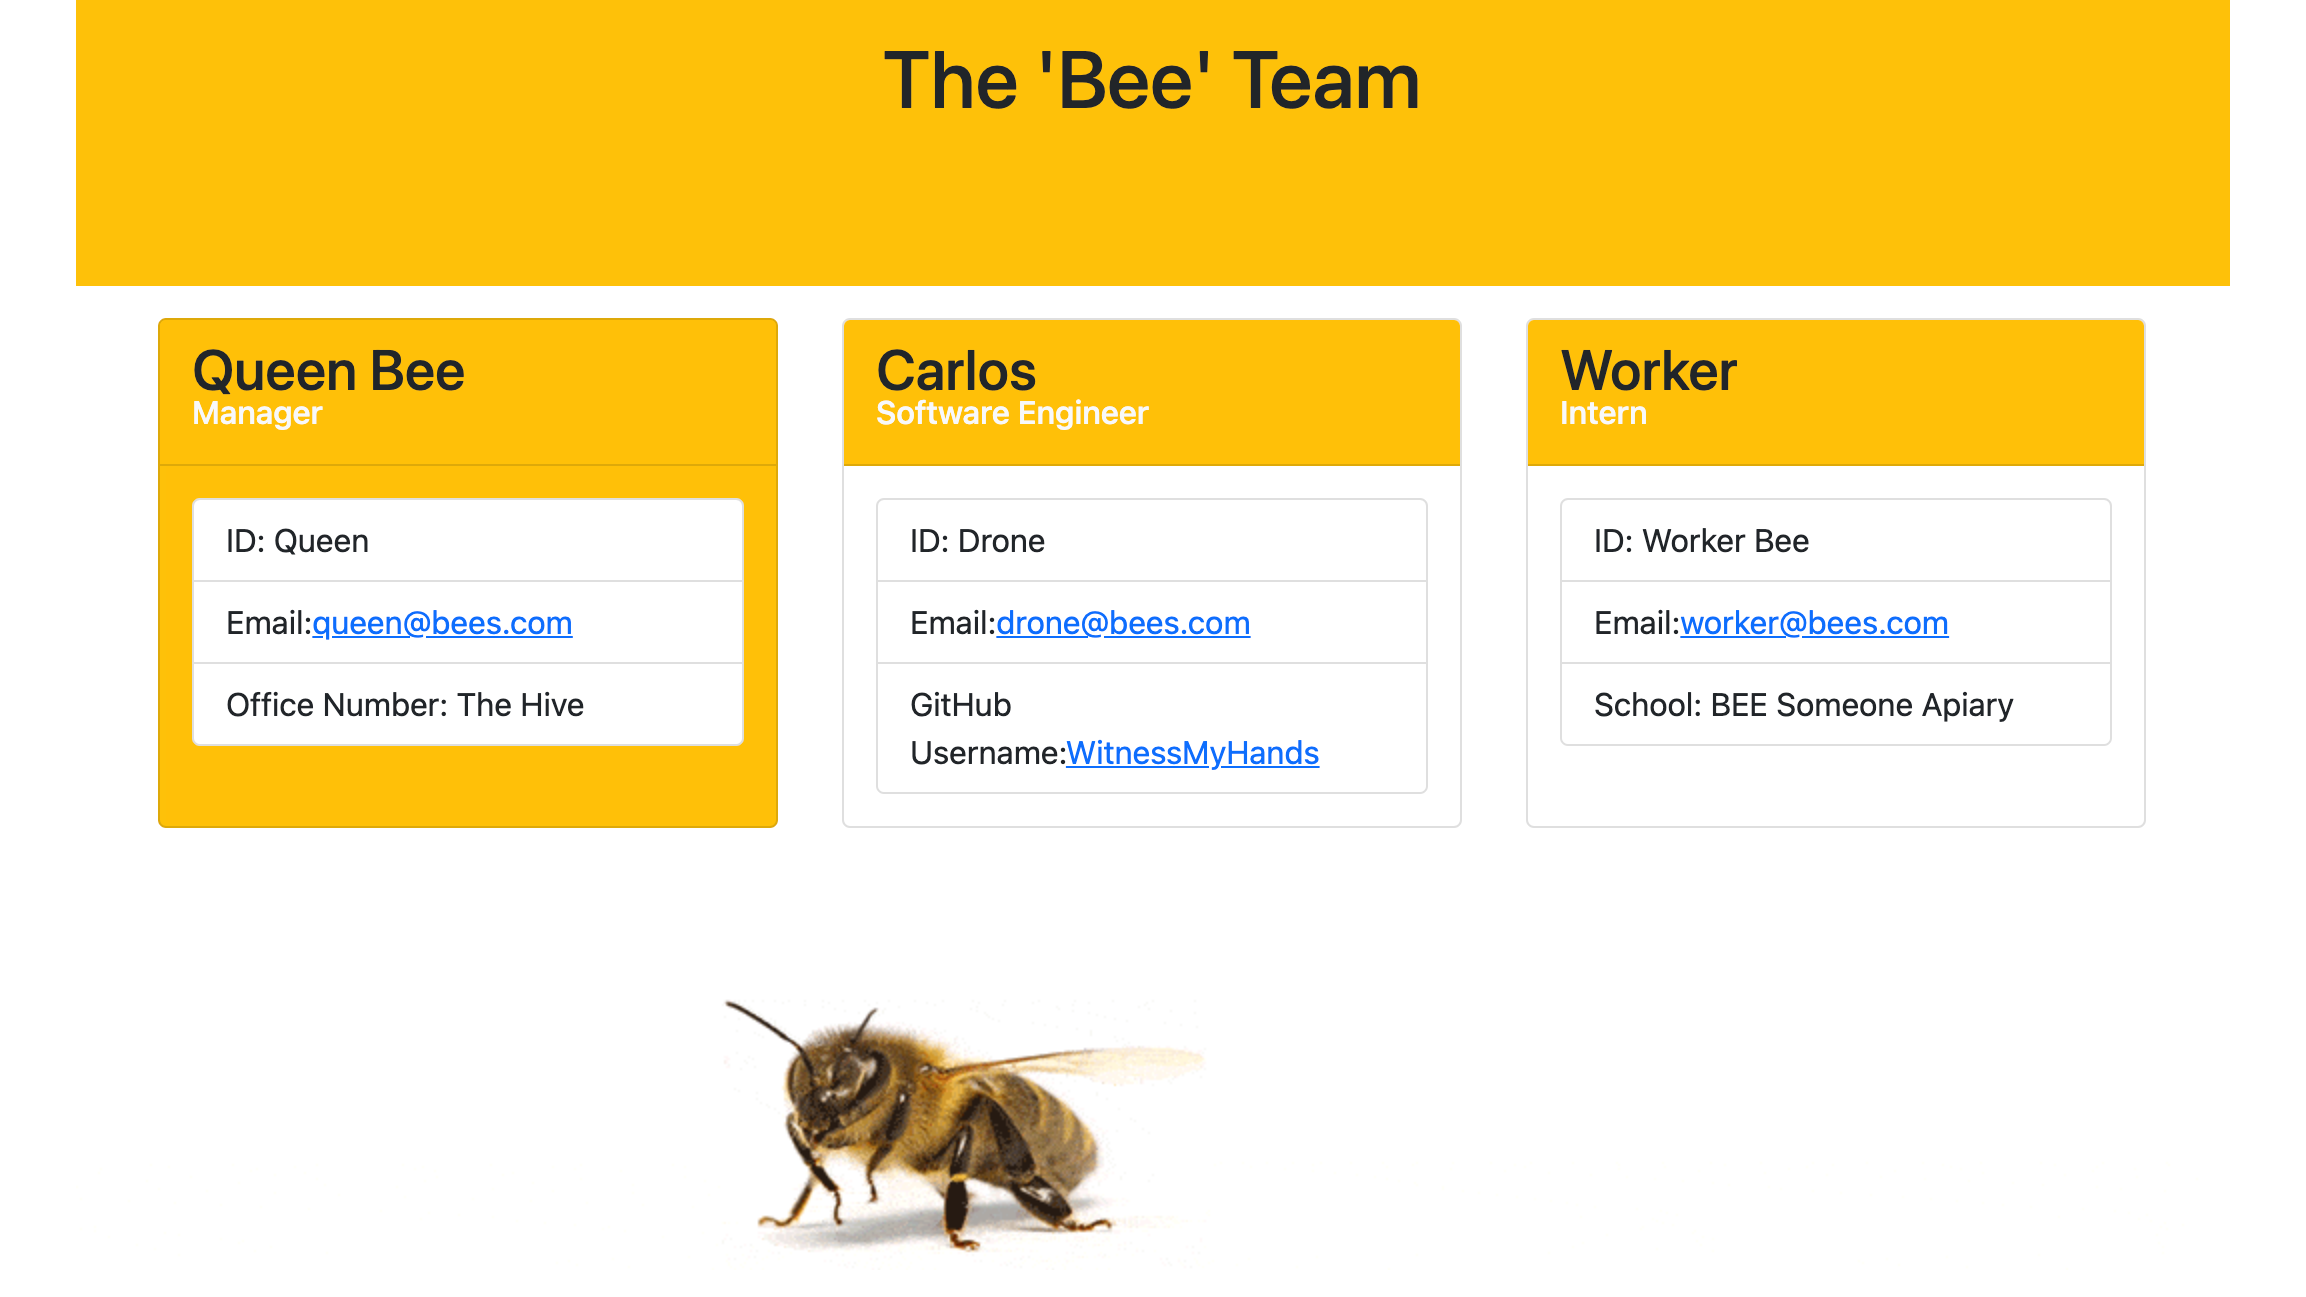 The 'Bee' Team
Queen Bee
Manager
ID: Queen
Email:queen@bees.com
Office Number: The Hive
Carlos
Software Engineer
ID: Drone
Email:drone@bees.com
GitHub
Username:WitnessMyHands
Worker
Intern
ID: Worker Bee
Email:worker@bees.com
School: BEE Someone Apiary